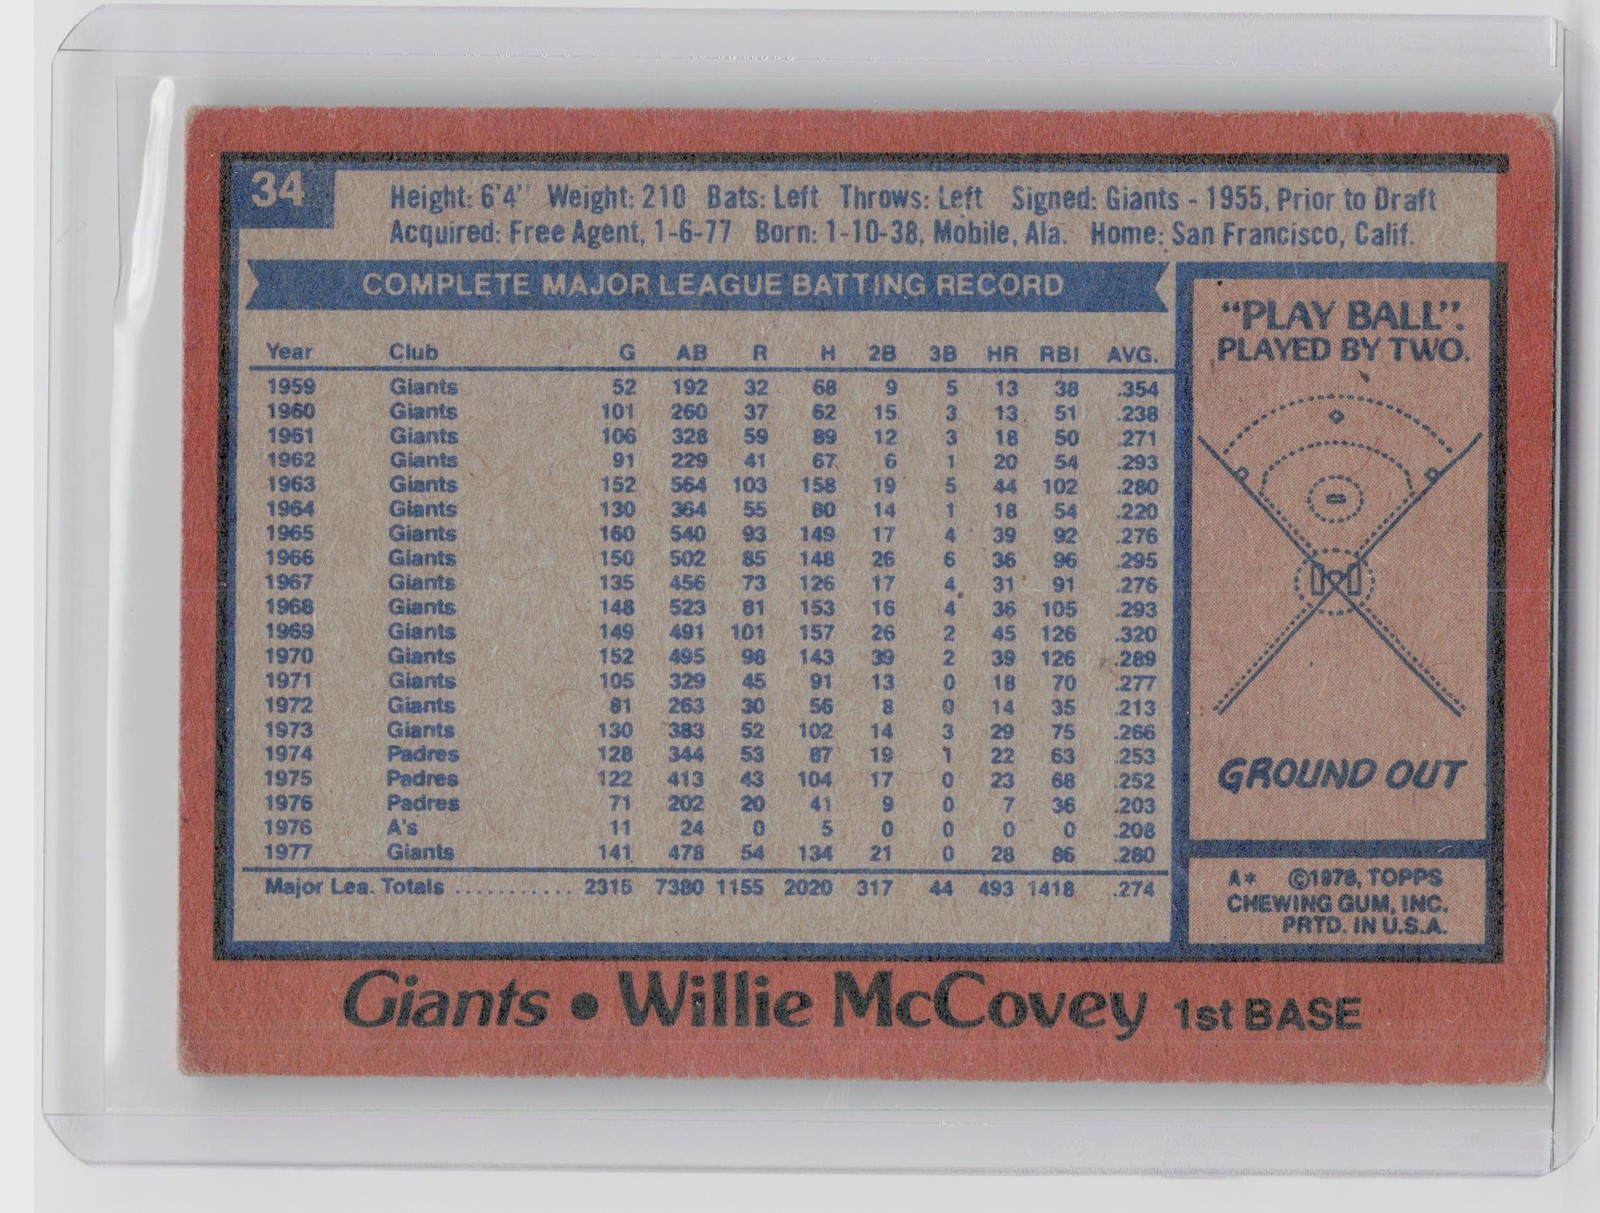 34
Height: 6'4" Weight: 210 Bats: Left Throws: Left Signed: Giants - 1955, Prior to Draft
Acquired: Free Agent, 1-6-77 Born: 1-10-38, Mobile, Ala. Home: San Francisco, Calif.
COMPLETE MAJOR LEAGUE BATTING RECORD
Year Club G AB R H 2B 3B HR RBI AVG.
1959 Giants 52 192 32 68 9 5 13 38 .354
1960 Giants 101 260 37 62 15 3 13 51 .238
1961 Giants 106 328 59 89 12 3 18 50 .271
1962 Giants 91 229 41 67 6 1 20 54 .293
1963 Giants 152 564 103 158 19 5 44 102 .280
1964 Giants 130 364 55 80 14 1 18 54 .220
1965 Giants 160 540 93 149 17 4 39 92 .276
1966 Giants 150 502 85 148 26 6 36 96 .295
1967 Giants 135 456 73 126 17 4 31 91 .276
1968 Giants 148 523 81 153 16 4 36 105 .293
1969 Giants 149 491 101 157 26 2 45 126 .320
1970 Giants 152 495 98 143 39 2 39 126 .289
1971 Giants 105 329 45 91 13 0 18 70 .277
1972 Giants 81 263 30 56 8 0 14 35 .213
1973 Giants 130 383 52 102 14 3 29 75 .266
1974 Padres 128 344 53 87 19 1 22 63 .253
1975 Padres 122 413 43 104 17 0 23 68 .252
1976 Padres 71 202 20 41 9 0 7 36 .203
1976 A's 11 24 0 5 0 0 0 0 .208
1977 Giants 141 478 54 134 21 0 28 86 .280
Major Lea. Totals ............ 2315 7380 1155 2020 317 44 493 1418 .274
"PLAY BALL".
PLAYED BY TWO.
GROUND OUT
A* ©1978, TOPPS
CHEWING GUM, INC.
PRTD. IN U.S.A.
Giants • Willie McCovey 1st BASE